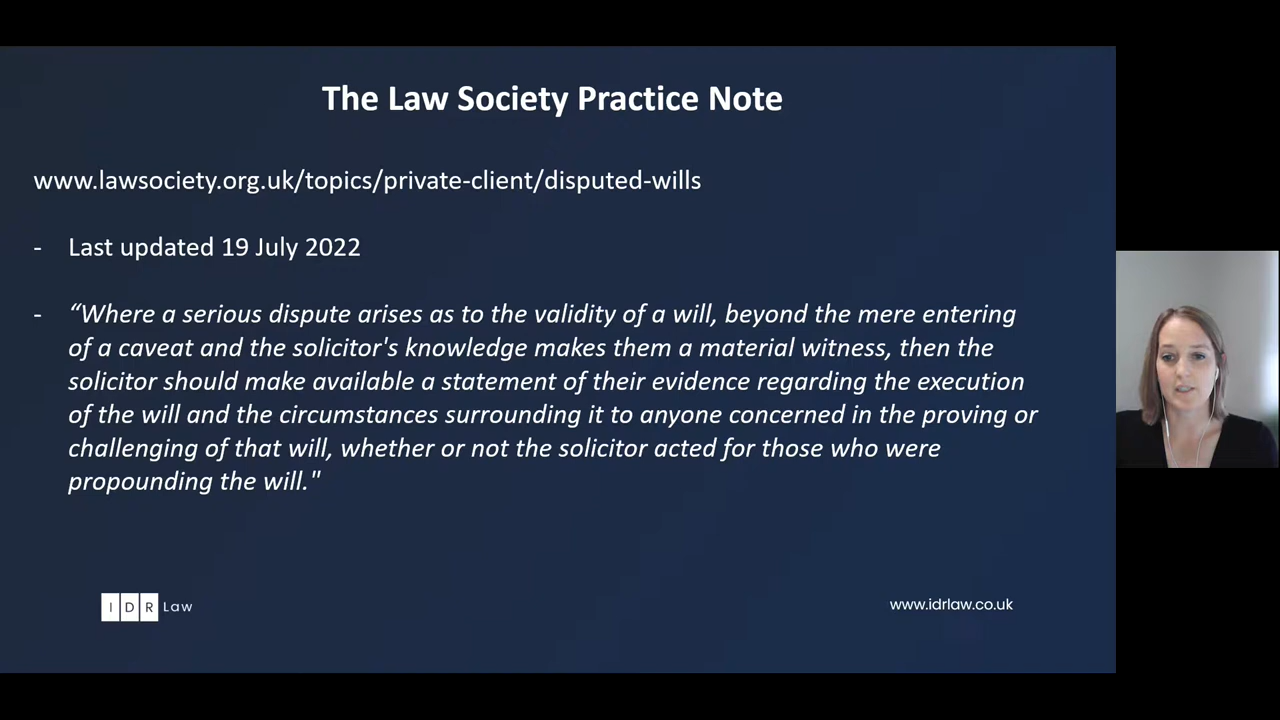 The Law Society Practice Note
www.lawsociety.org.uk/topics/private-client/disputed-wills
- Last updated 19 July 2022
- “Where a serious dispute arises as to the validity of a will, beyond the mere entering
of a caveat and the solicitor's knowledge makes them a material witness, then the
solicitor should make available a statement of their evidence regarding the execution
of the will and the circumstances surrounding it to anyone concerned in the proving or
challenging of that will, whether or not the solicitor acted for those who were
propounding the will."
IDR Law
www.idrlaw.co.uk